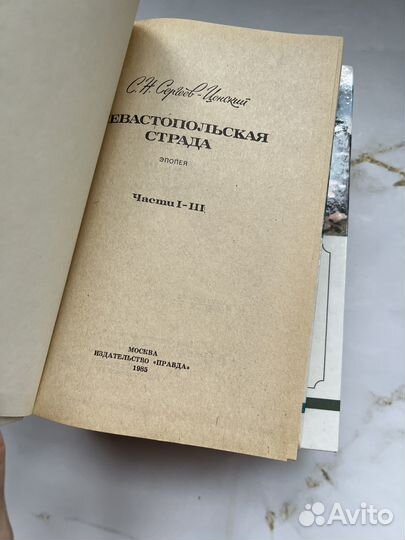 С. Н. Сергеев-Ценский
ЕВАСТОПОЛЬСКАЯ
СТРАДА
ЭПОПЕЯ
Части I-III
МОСКВА
ИЗДАТЕЛЬСТВО «ПРАВДА»
1985
Avito